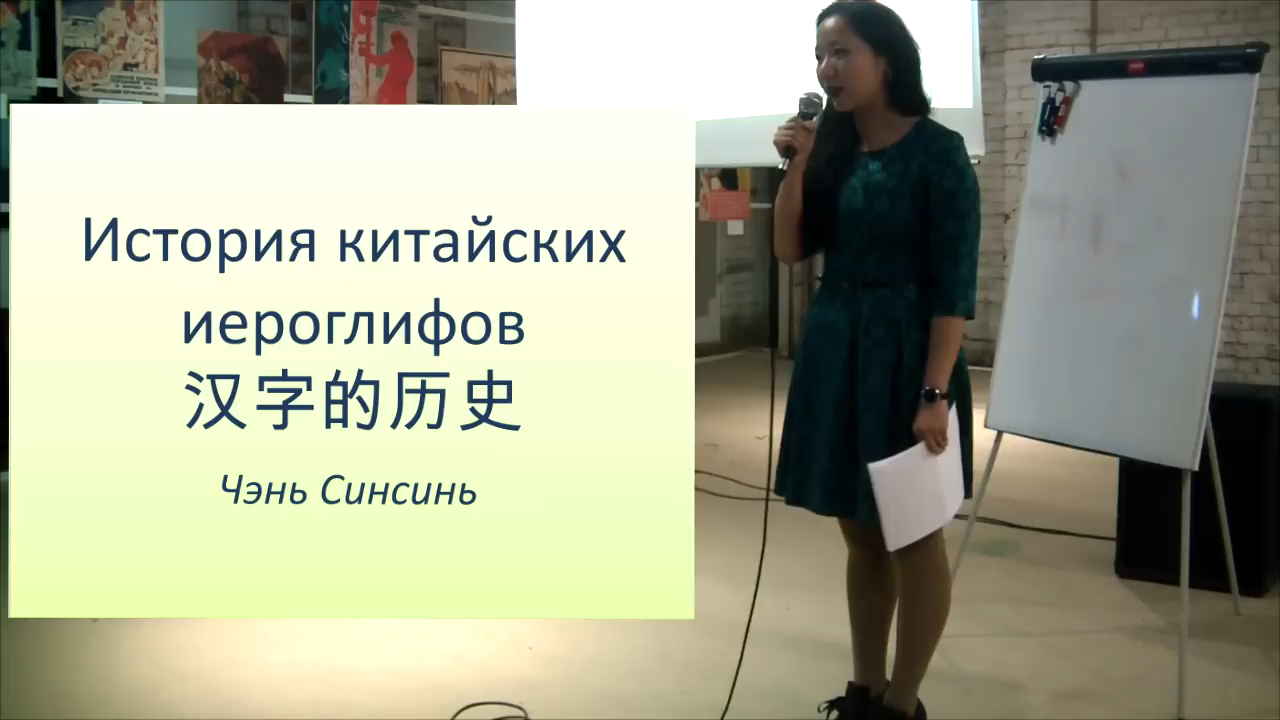 История китайских
иероглифов
汉字的历史
Чэнь Синсинь